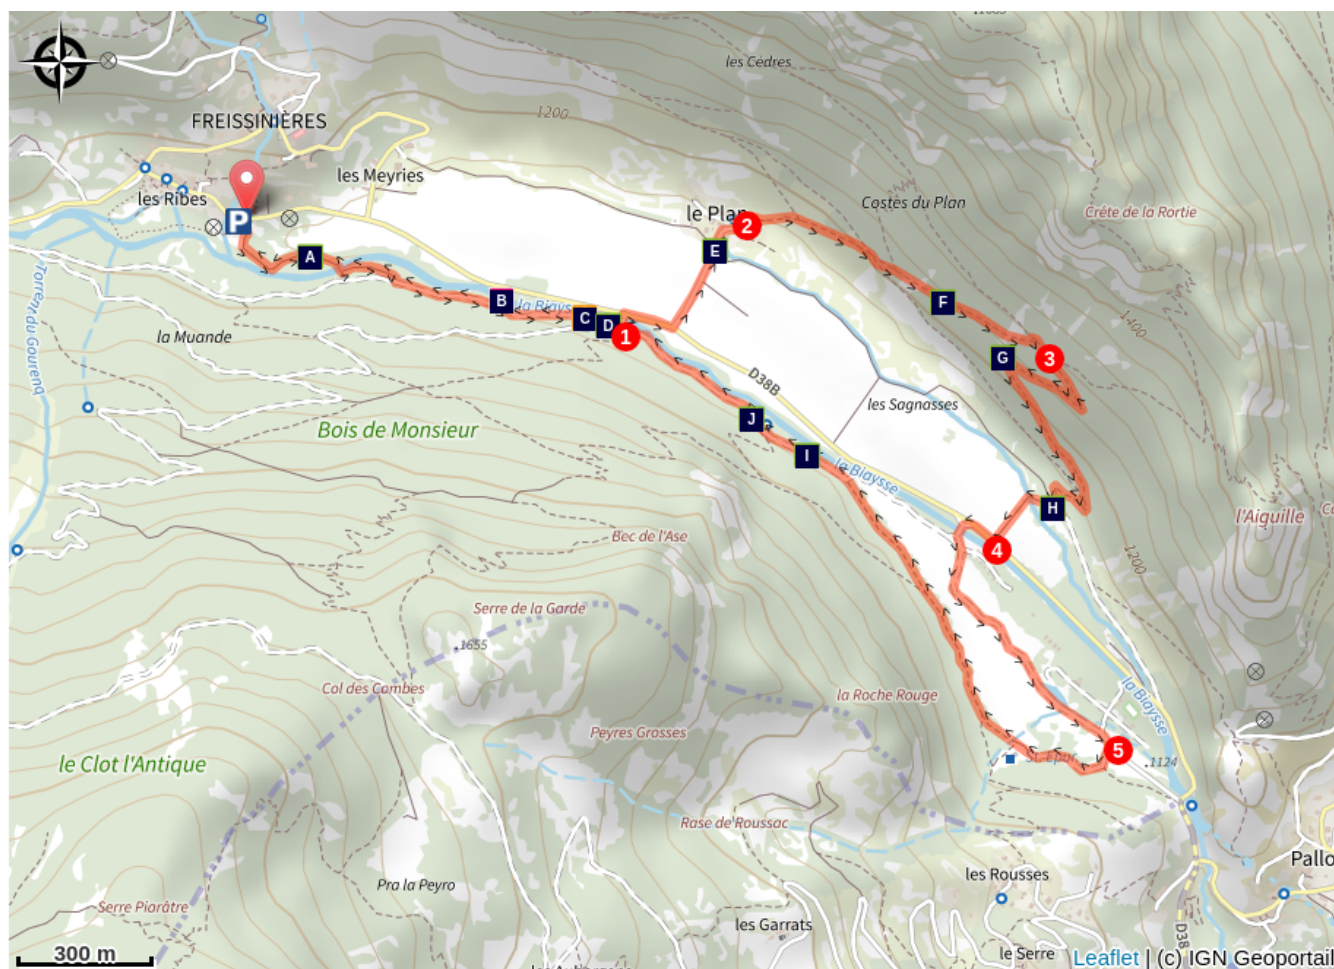 les Cèdres
1200
FREISSINIÈRES
les Meyries
les Ribes
P
le Plan
2
Costes du Plan
Crête de la Rortie
E
A
B
la Biays
C
D
1
F
1400
3
G
Torrent du Gourenq
la Muande
D38B
les Sagnasses
J
Bois de Monsieur
I
la Biaysse
H
l'Aiguille
Bec de l'Ase
4
1200
Serre de la Garde
1655
Col des Combes
la Roche Rouge
la Biaysse
Peyres Grosses
5
le Clot l'Antique
1124
Rase de Roussac
Pallo
les Rousses
Pra la Peyro
Serre Piarâtre
les Garrats
D38
le Serre
300 m
Leaflet | (c) IGN Geoportail